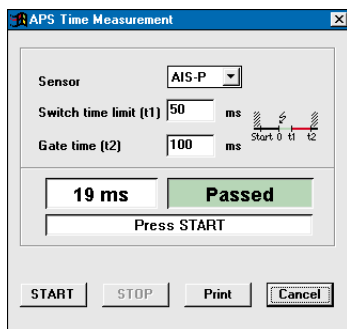 APS Time Measurement
Sensor AIS-P
Switch time limit (t1) 50 ms
Gate time (t2) 100 ms
Start 0 t1 t2
19 ms Passed
Press START
START STOP Print Cancel